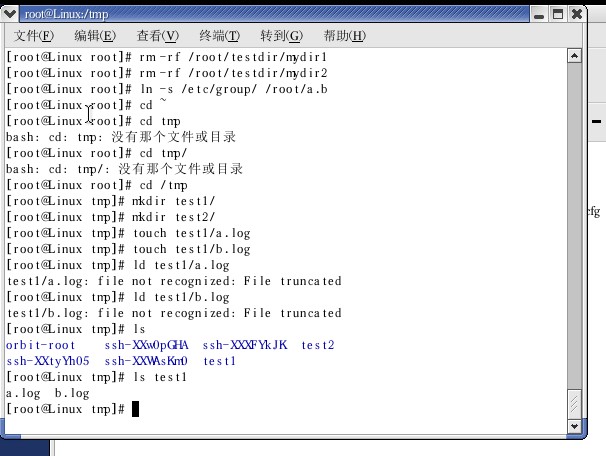 root@Linux:/tmp
文件(F) 编辑(E) 查看(V) 终端(T) 转到(G) 帮助(H)
[root@Linux root]# rm -rf /root/testdir/mydir1
[root@Linux root]# rm -rf /root/testdir/mydir2
[root@Linux root]# ln -s /etc/group/ /root/a.b
[root@Linux root]# cd ~
[root@Linux root]# cd tmp
bash: cd: tmp: 没有那个文件或目录
[root@Linux root]# cd tmp/
bash: cd: tmp/: 没有那个文件或目录
[root@Linux root]# cd /tmp
[root@Linux tmp]# mkdir test1/
[root@Linux tmp]# mkdir test2/
[root@Linux tmp]# touch test1/a.log
[root@Linux tmp]# touch test1/b.log
[root@Linux tmp]# ld test1/a.log
test1/a.log: file not recognized: File truncated
[root@Linux tmp]# ld test1/b.log
test1/b.log: file not recognized: File truncated
[root@Linux tmp]# ls
orbit-root ssh-XXw0pGHA ssh-XXXFYkJK test2
ssh-XXtyYh05 ssh-XXWAsKm0 test1
[root@Linux tmp]# ls test1
a.log b.log
[root@Linux tmp]#
cfg